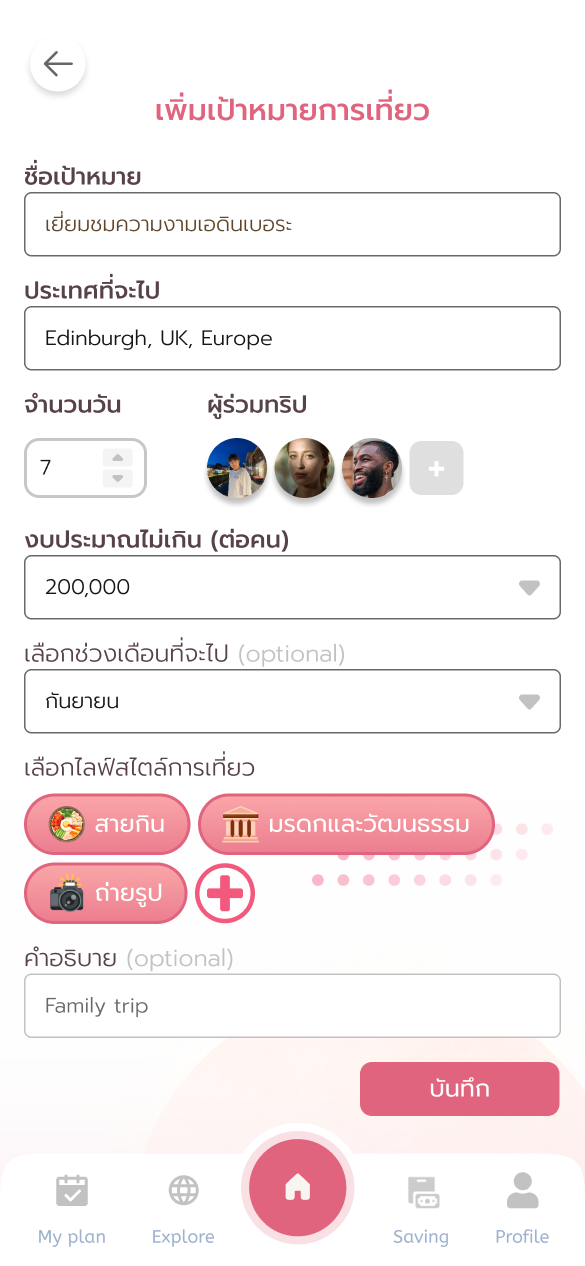 เพิ่มเป้าหมายการเที่ยว
ชื่อเป้าหมาย
เยี่ยมชมความงามเอดินเบอระ
ประเทศที่จะไป
Edinburgh, UK, Europe
จำนวนวัน ผู้ร่วมทริป
7
งบประมาณไม่เกิน (ต่อคน)
200,000
เลือกช่วงเดือนที่จะไป (optional)
กันยายน
เลือกไลฟ์สไตล์การเที่ยว
สายกิน มรดกและวัฒนธรรม
ถ่ายรูป
คำอธิบาย (optional)
Family trip
บันทึก
My plan Explore Saving Profile